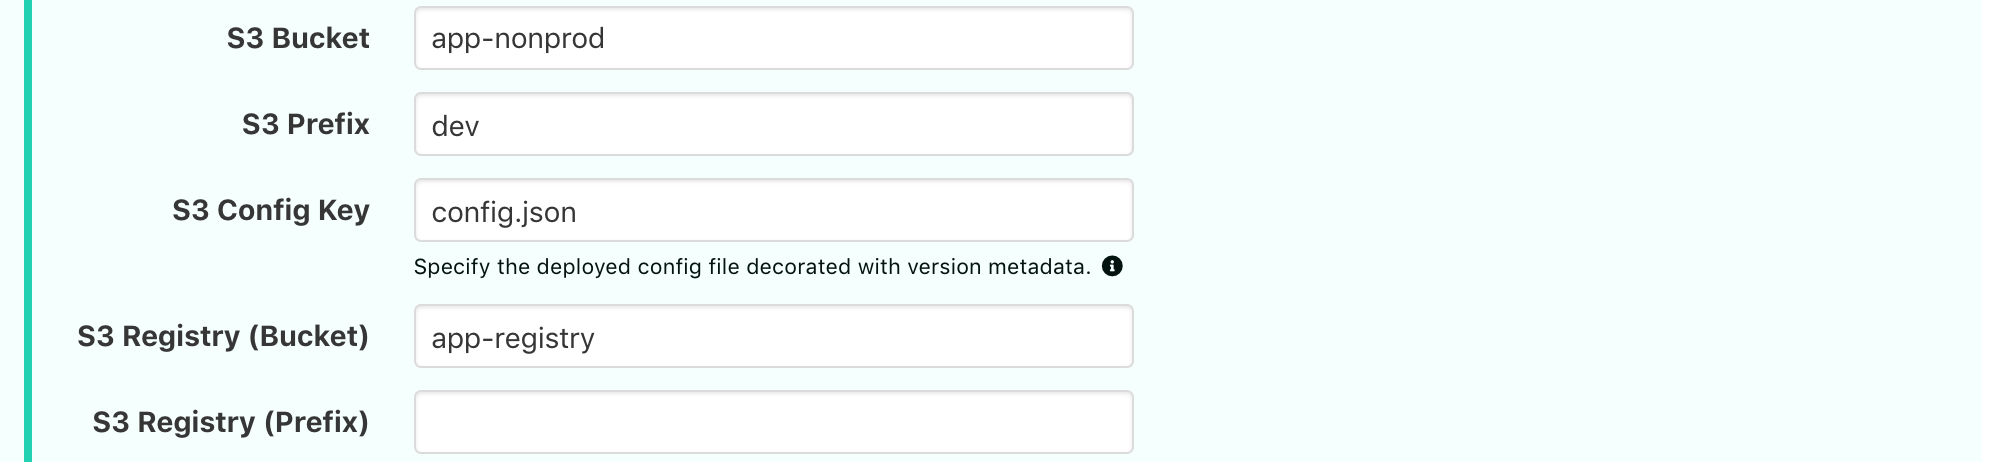 S3 Bucket app-nonprod
S3 Prefix dev
S3 Config Key config.json
Specify the deployed config file decorated with version metadata.
S3 Registry (Bucket) app-registry
S3 Registry (Prefix)